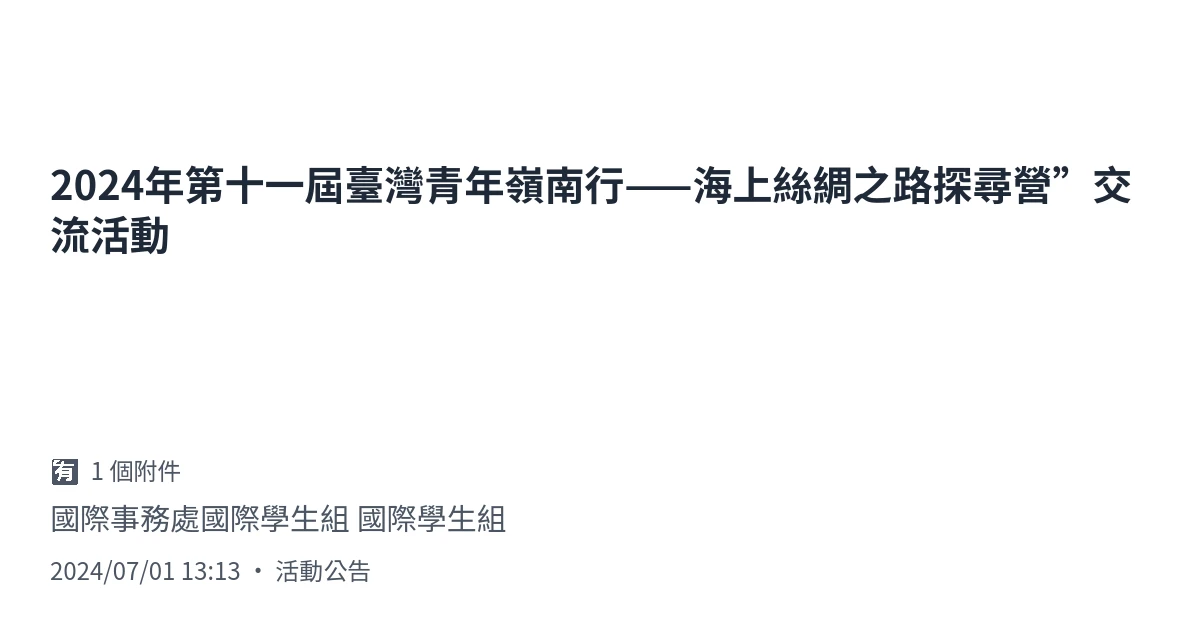 2024年第十一屆臺灣青年嶺南行——海上絲綢之路探尋營”交
流活動
🈶 1 個附件
國際事務處國際學生組 國際學生組
2024/07/01 13:13 ・ 活動公告